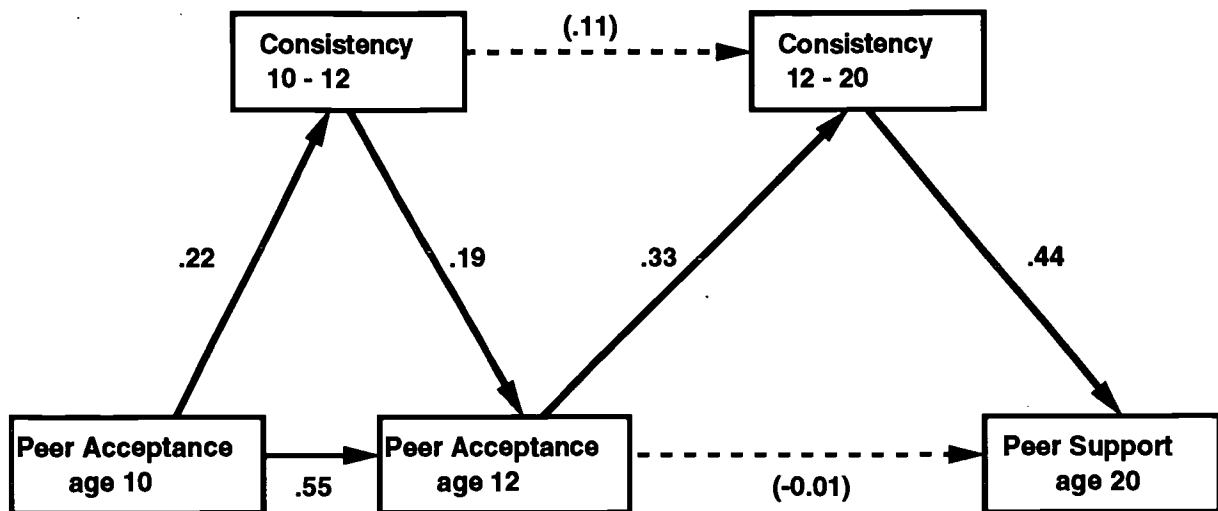 (.11)
Consistency
10 - 12
Consistency
12 - 20
.22
.19
.33
.44
Peer Acceptance
age 10
Peer Acceptance
age 12
Peer Support
age 20
.55
(-0.01)